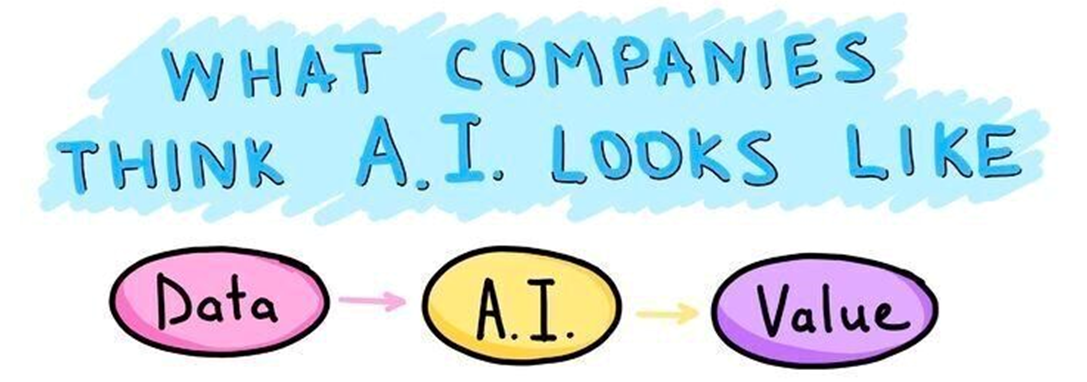 WHAT COMPANIES
THINK A.I. LOOKS LIKE
Data A.I. Value